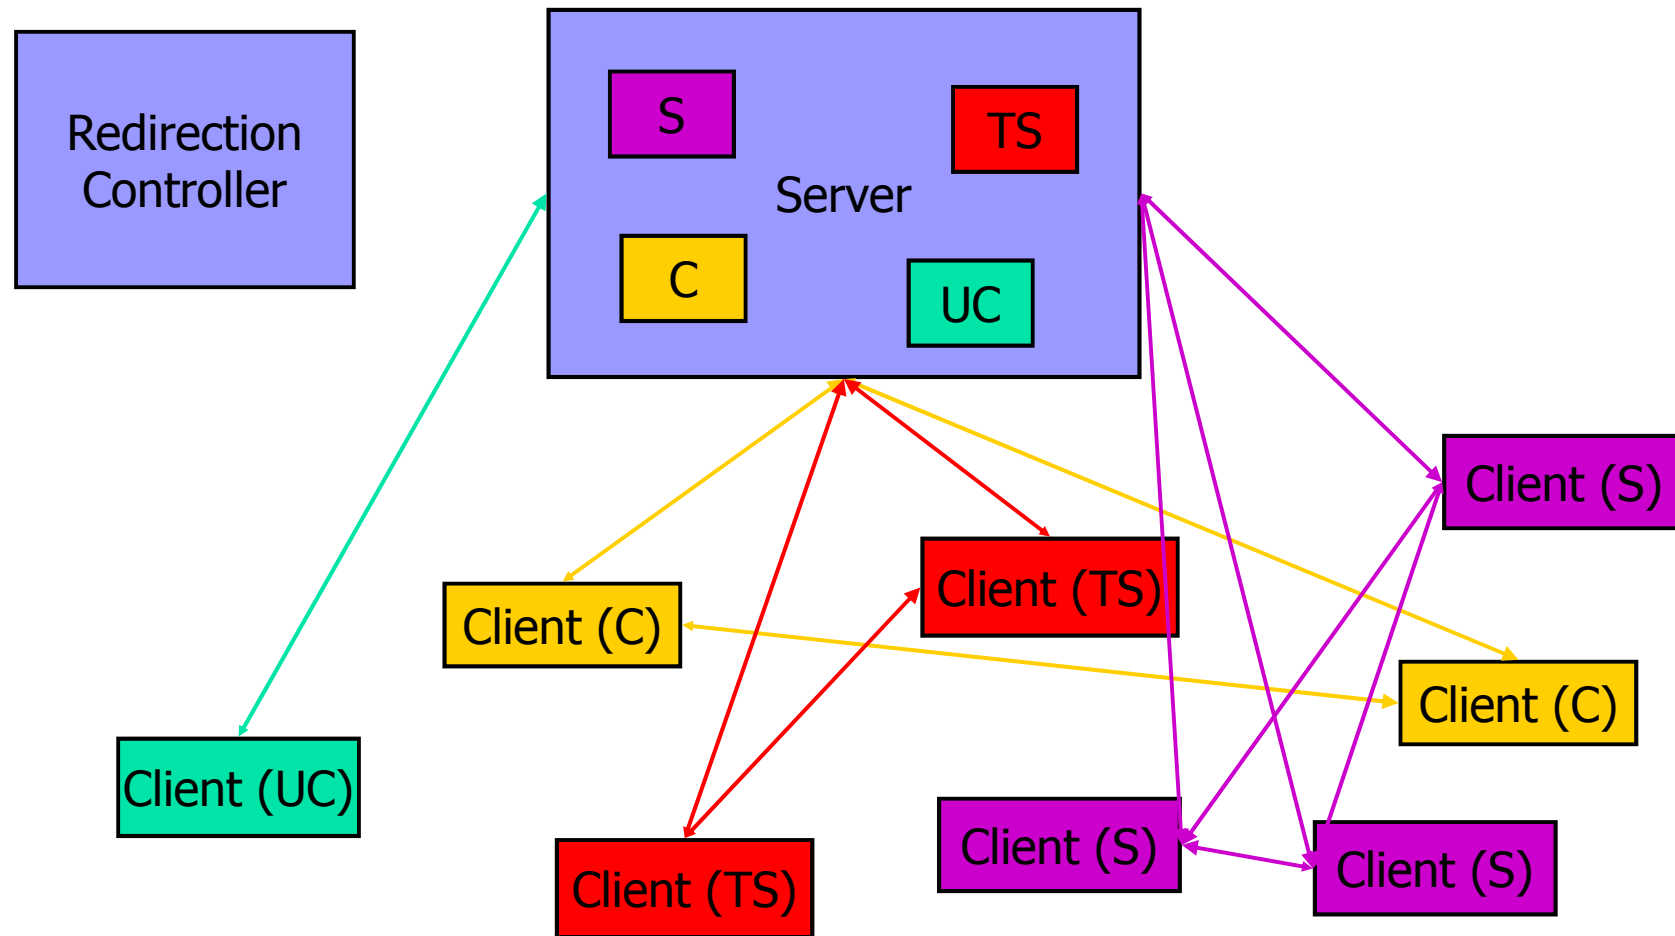 Redirection
Controller
S
TS
Server
C
UC
Client (S)
Client (TS)
Client (C)
Client (C)
Client (UC)
Client (S)
Client (S)
Client (TS)